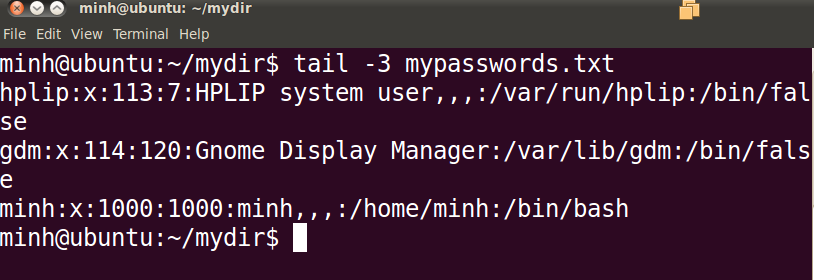 minh@ubuntu: ~/mydir
File Edit View Terminal Help
minh@ubuntu:~/mydir$ tail -3 mypasswords.txt
hplip:x:113:7:HPLIP system user,,,:/var/run/hplip:/bin/fal
se
gdm:x:114:120:Gnome Display Manager:/var/lib/gdm:/bin/fals
e
minh:x:1000:1000:minh,,,:/home/minh:/bin/bash
minh@ubuntu:~/mydir$